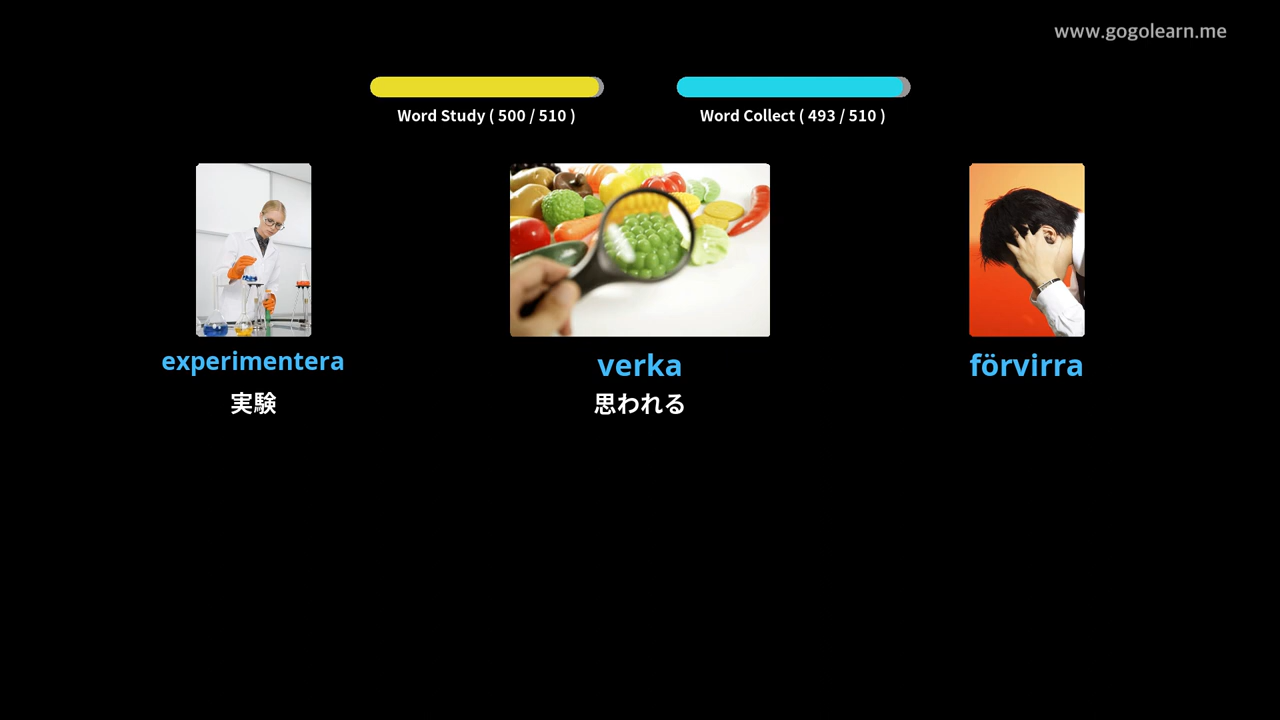 www.gogolearn.me
Word Study ( 500 / 510 )
Word Collect ( 493 / 510 )
experimentera
verka
förvirra
実験
思われる